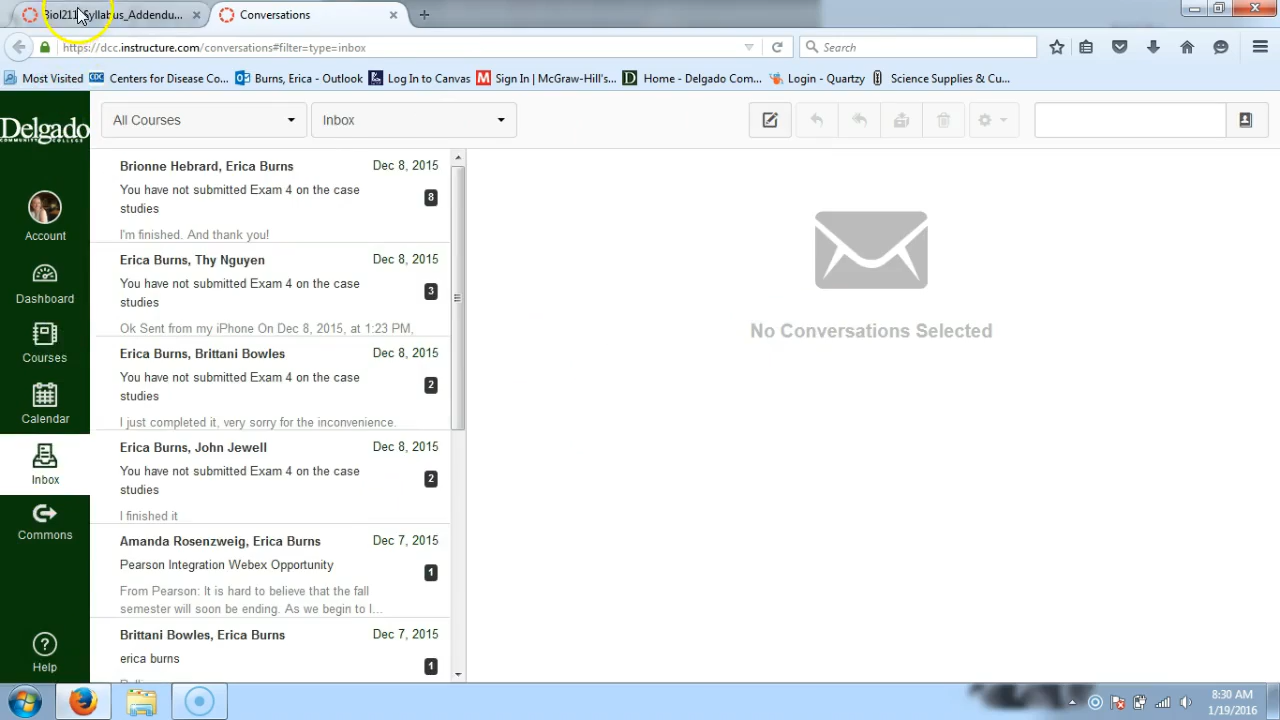 Biol211_Syllabus_Addendu...
Conversations
https://dcc.instructure.com/conversations#filter=type=inbox
Search
Most Visited
Centers for Disease Co...
Burns, Erica - Outlook
Log In to Canvas
Sign In | McGraw-Hill's...
Home - Delgado Com...
Login - Quartzy
Science Supplies & Cu...
Delgado
COMMUNITY COLLEGE
Account
Dashboard
Courses
Calendar
Inbox
Commons
Help
All Courses
Inbox
Brionne Hebrard, Erica Burns
Dec 8, 2015
You have not submitted Exam 4 on the case
studies
8
I'm finished. And thank you!
Erica Burns, Thy Nguyen
Dec 8, 2015
You have not submitted Exam 4 on the case
studies
3
Ok Sent from my iPhone On Dec 8, 2015, at 1:23 PM,
Erica Burns, Brittani Bowles
Dec 8, 2015
You have not submitted Exam 4 on the case
studies
2
I just completed it, very sorry for the inconvenience.
Erica Burns, John Jewell
Dec 8, 2015
You have not submitted Exam 4 on the case
studies
2
I finished it
Amanda Rosenzweig, Erica Burns
Dec 7, 2015
Pearson Integration Webex Opportunity
1
From Pearson: It is hard to believe that the fall
semester will soon be ending. As we begin to l...
Brittani Bowles, Erica Burns
Dec 7, 2015
erica burns
1
No Conversations Selected
8:30 AM
1/19/2016